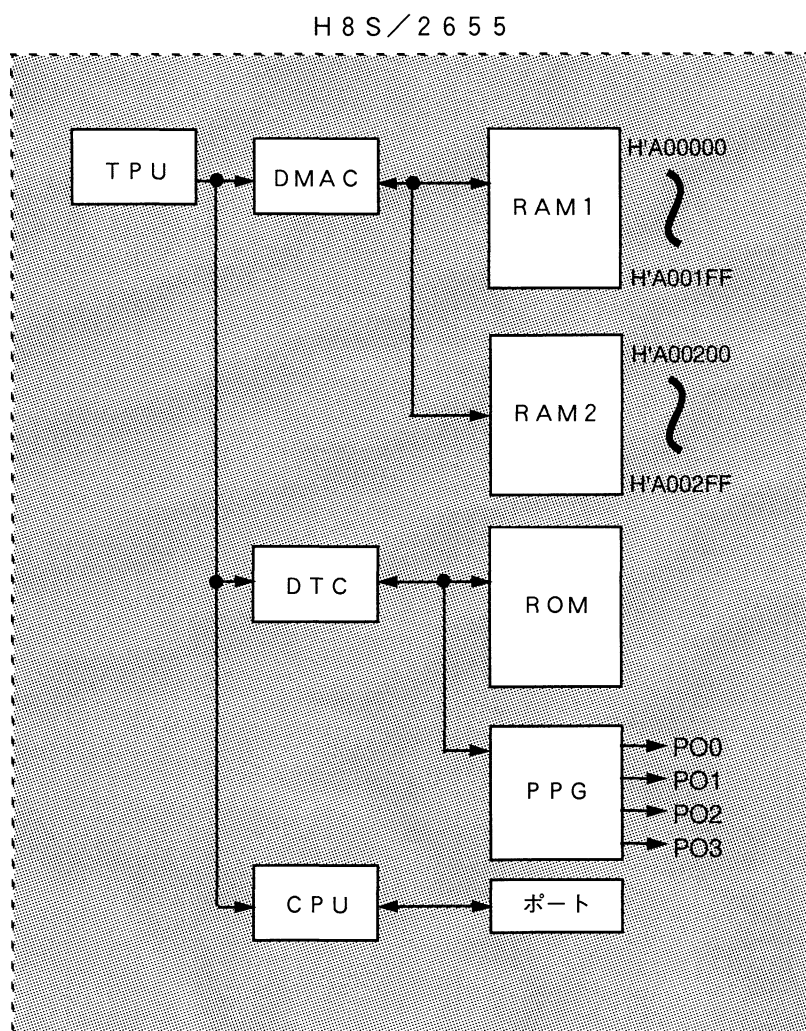 H8S／2655
TPU
DMAC
RAM1
H'A00000
H'A001FF
RAM2
H'A00200
H'A002FF
DTC
ROM
PPG
PO0
PO1
PO2
PO3
CPU
ポート